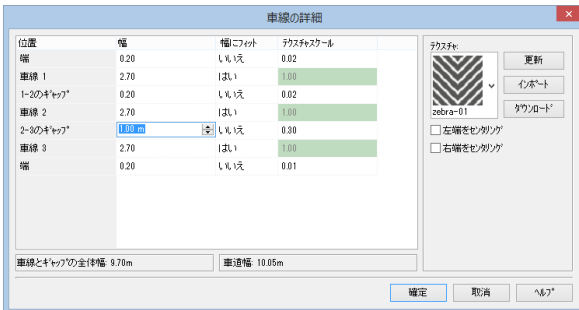 車線の詳細
位置 幅 幅にフィット テクスチャスケール
端 0.20 いいえ 0.02
車線 1 2.70 はい 1.00
1-2のギャップ 0.20 いいえ 0.02
車線 2 2.70 はい 1.00
2-3のギャップ 1.00 m いいえ 0.30
車線 3 2.70 はい 1.00
端 0.20 いいえ 0.01
テクスチャ:
更新
インポート
ダウンロード
zebra-01
左端をセンタリング
右端をセンタリング
車線とギャップの全体幅: 9.70m
車道幅: 10.05m
確定 取消 ヘルプ